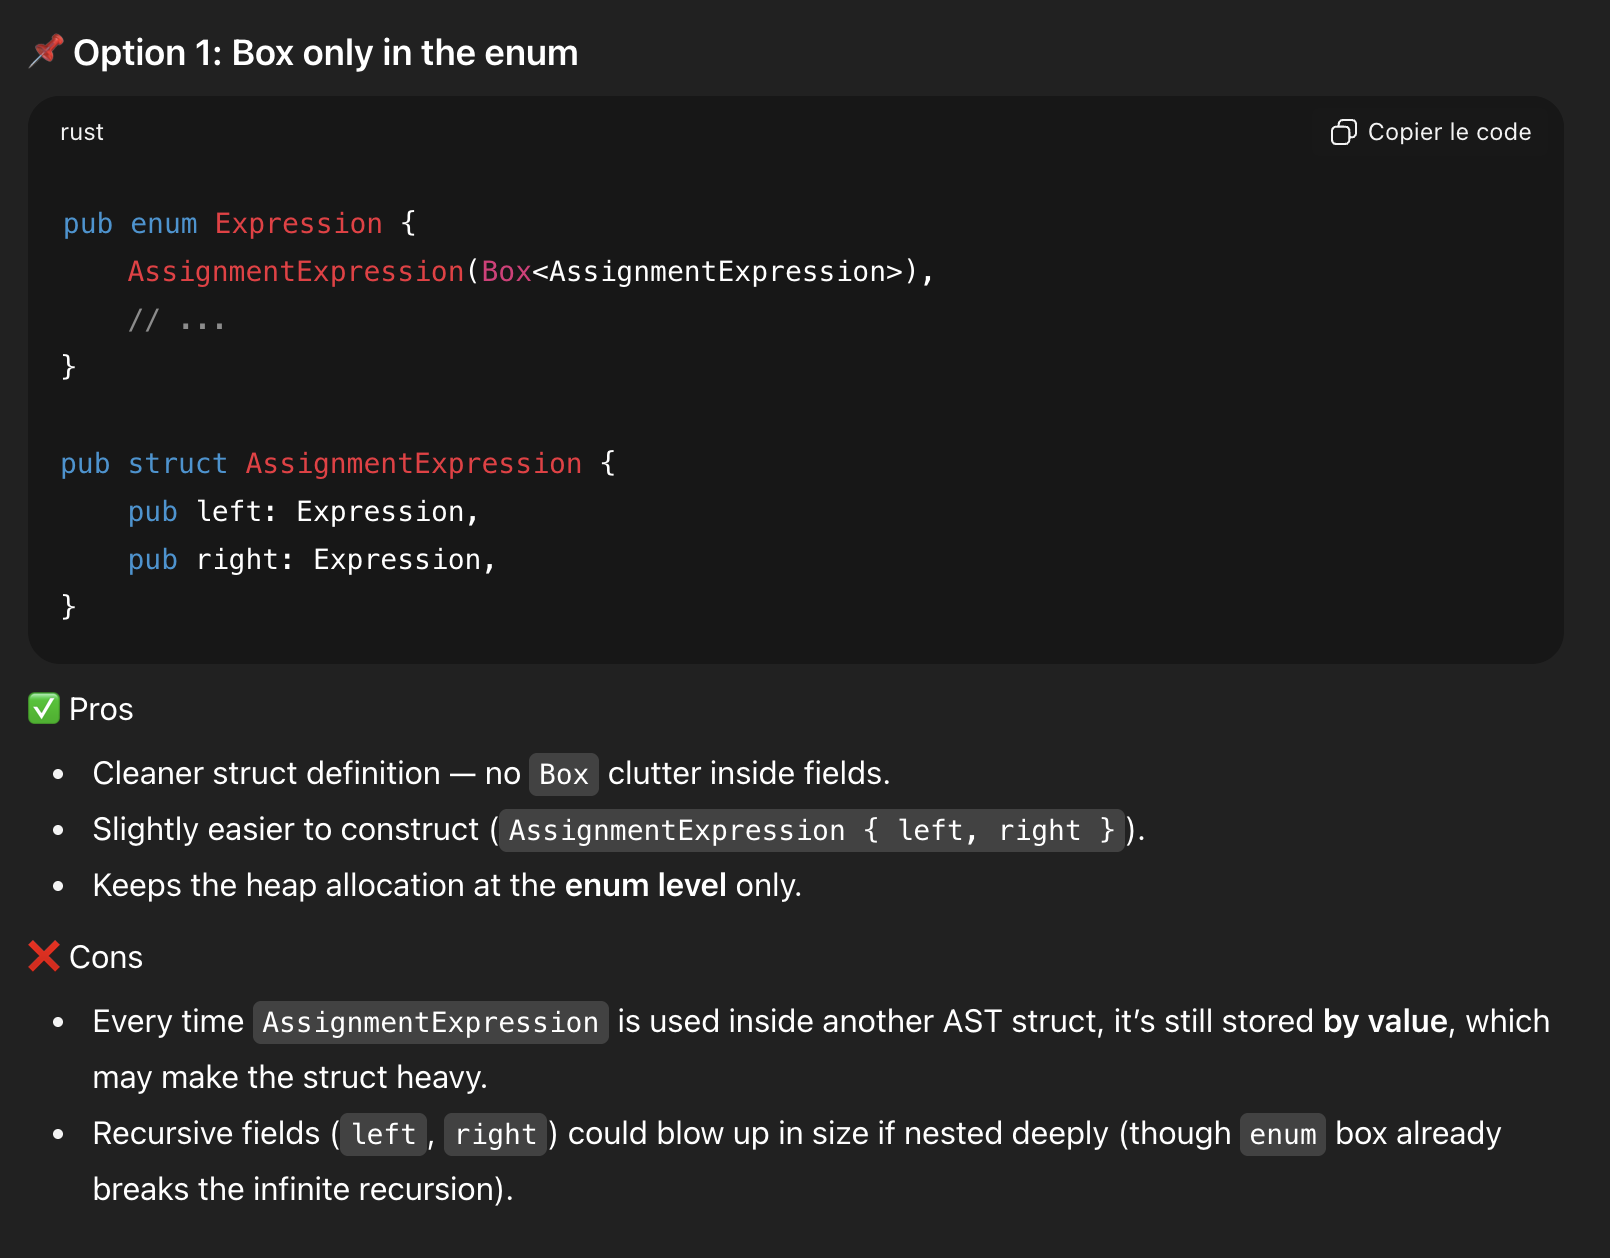 📌 Option 1: Box only in the enum
rust
Copier le code
pub enum Expression {
    AssignmentExpression(Box<AssignmentExpression>),
    // ...
}
pub struct AssignmentExpression {
    pub left: Expression,
    pub right: Expression,
}
✅ Pros
• Cleaner struct definition — no Box clutter inside fields.
• Slightly easier to construct (AssignmentExpression { left, right }).
• Keeps the heap allocation at the enum level only.
❌ Cons
• Every time AssignmentExpression is used inside another AST struct, it’s still stored by value, which
may make the struct heavy.
• Recursive fields (left, right) could blow up in size if nested deeply (though enum box already
breaks the infinite recursion).